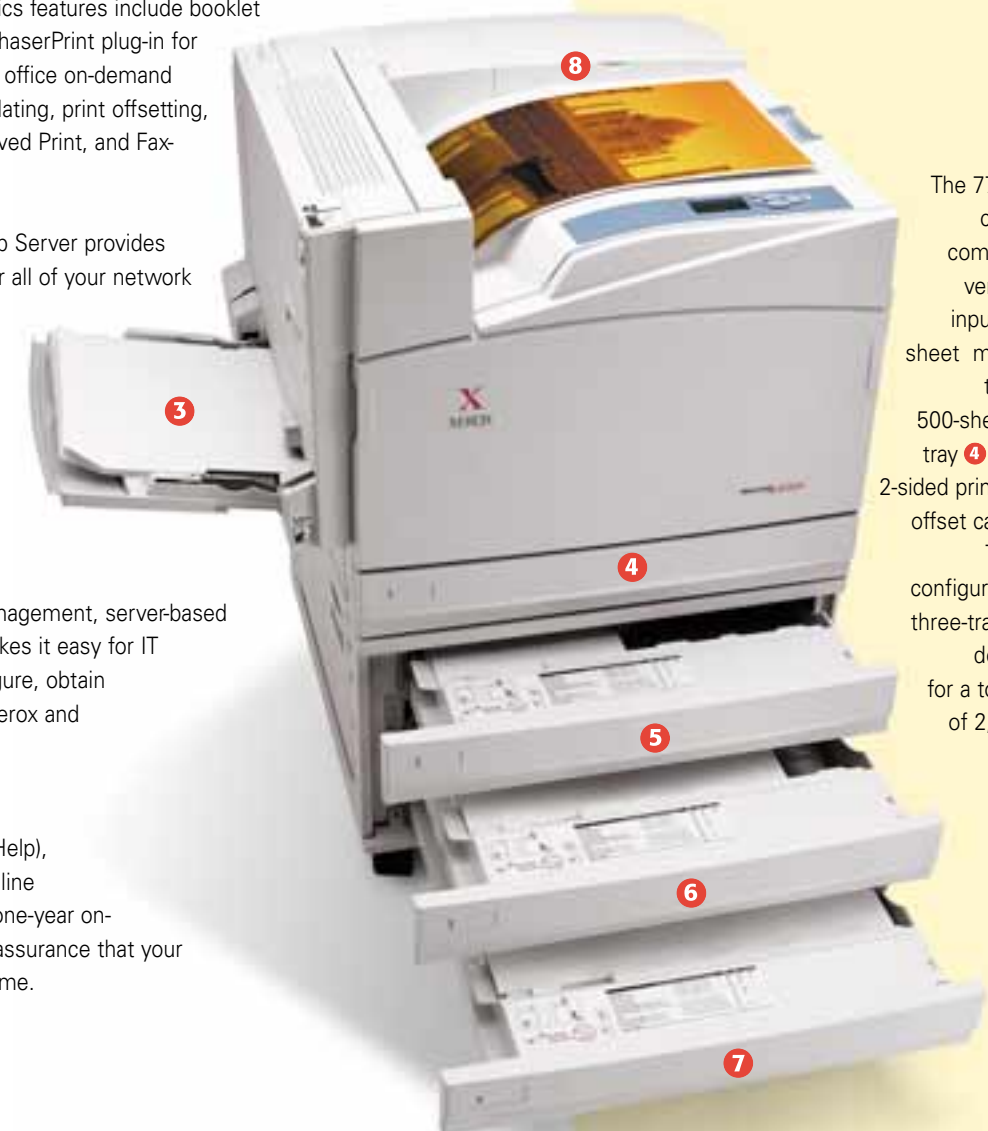 ics features include booklet
haserPrint plug-in for
office on-demand
lating, print offsetting,
ved Print, and Fax-
o Server provides
r all of your network
nagement, server-based
kes it easy for IT
gure, obtain
erox and
Help),
line
one-year on-
assurance that your
me.
8
3
X
XEROX
4
5
6
7
The 77
c
com
ver
inpu
sheet m
t
500-she
tray 4
2-sided prin
offset ca
T
configur
three-tra
de
for a to
of 2,